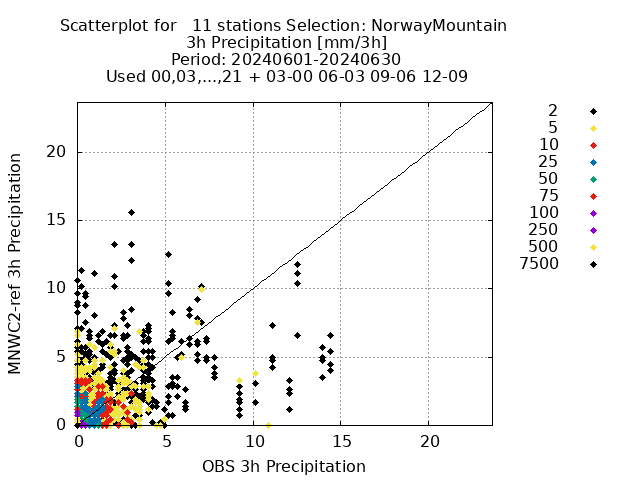 Scatterplot for   11 stations Selection: NorwayMountain
3h Precipitation [mm/3h]
Period: 20240601-20240630
Used 00,03,...,21 + 03-00 06-03 09-06 12-09
2
5
10
25
50
75
100
250
500
7500
20
15
10
5
0
MNWC2-ref 3h Precipitation
0 5 10 15 20
OBS 3h Precipitation